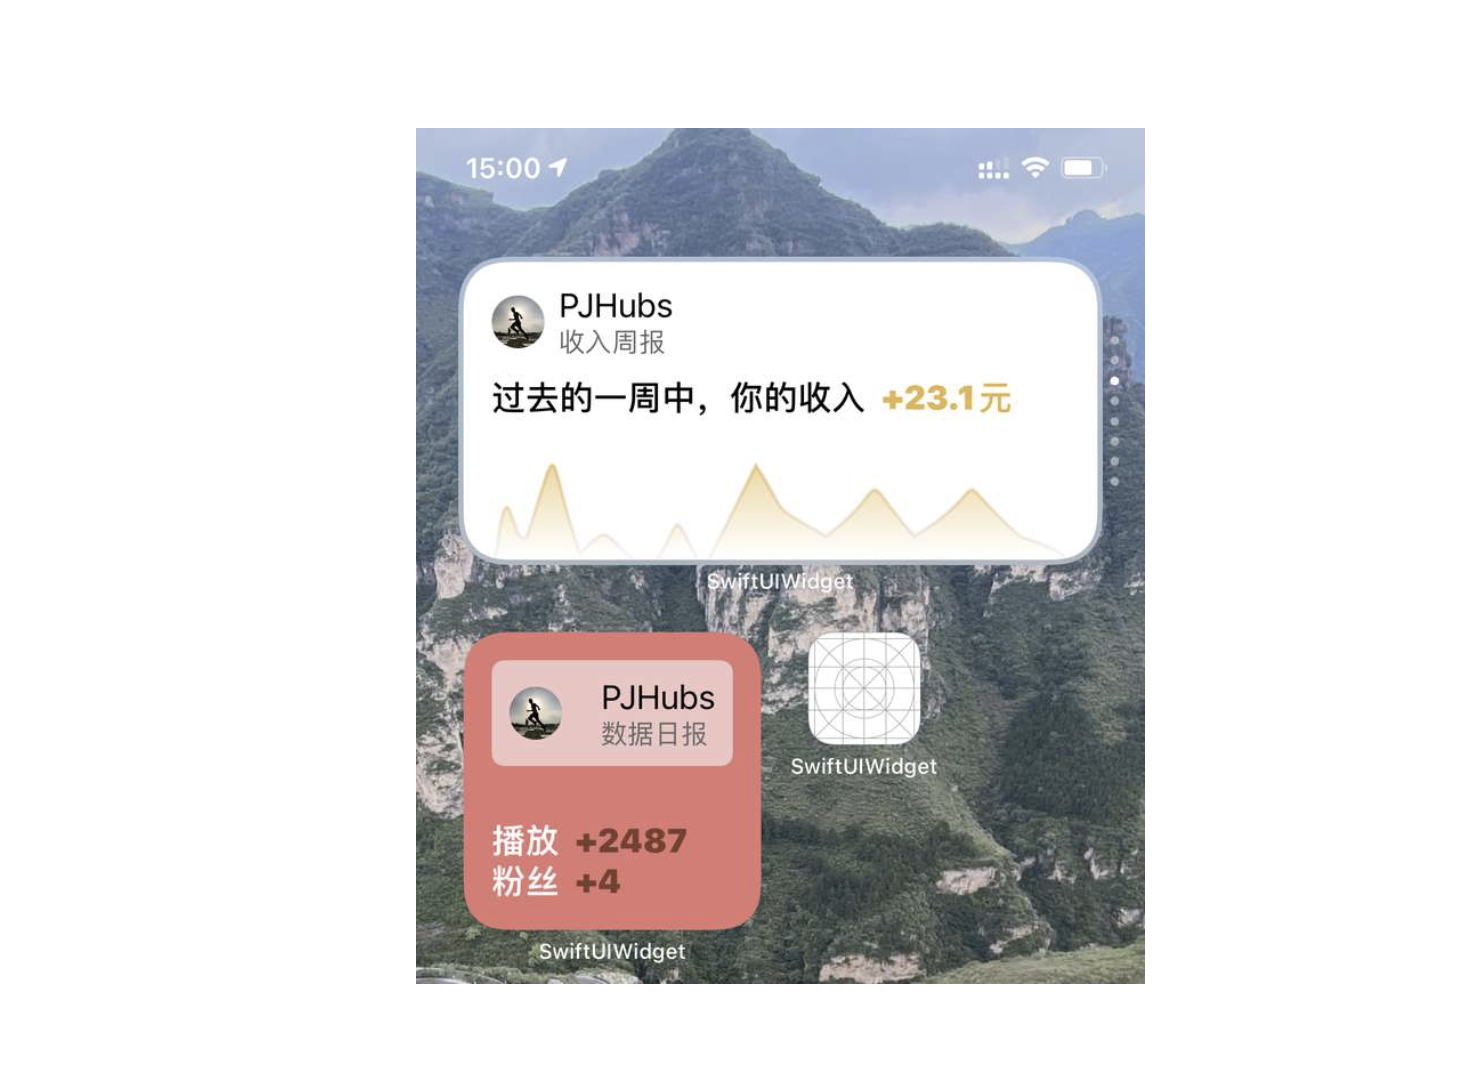 15:00
PJHubs
收入周报
过去的一周中，你的收入 +23.1元
SwiftUIWidget
PJHubs
数据日报
播放 +2487
粉丝 +4
SwiftUIWidget
SwiftUIWidget